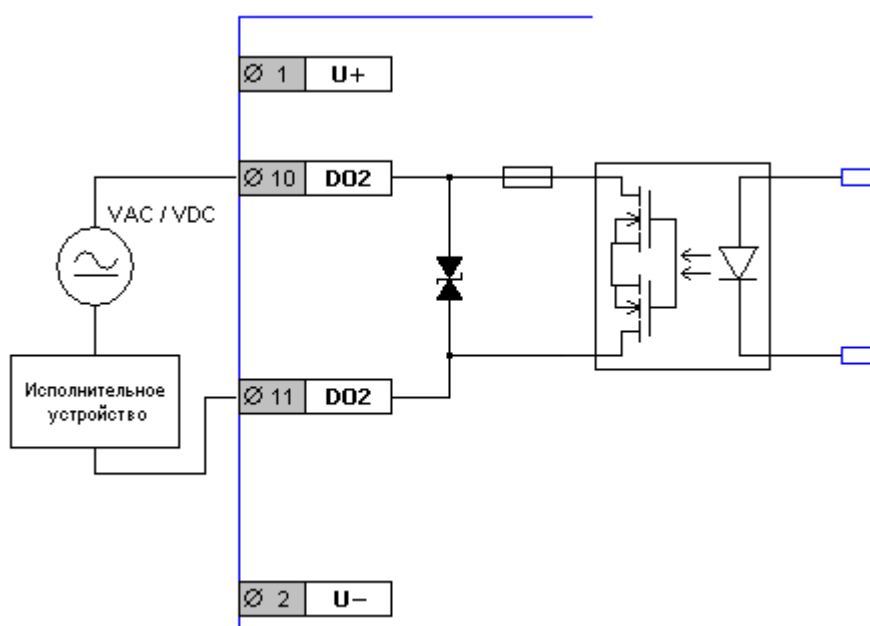 Ø 1 U+
Ø 10 DO2
VAC / VDC
Исполнительное
устройство
Ø 11 DO2
Ø 2 U−